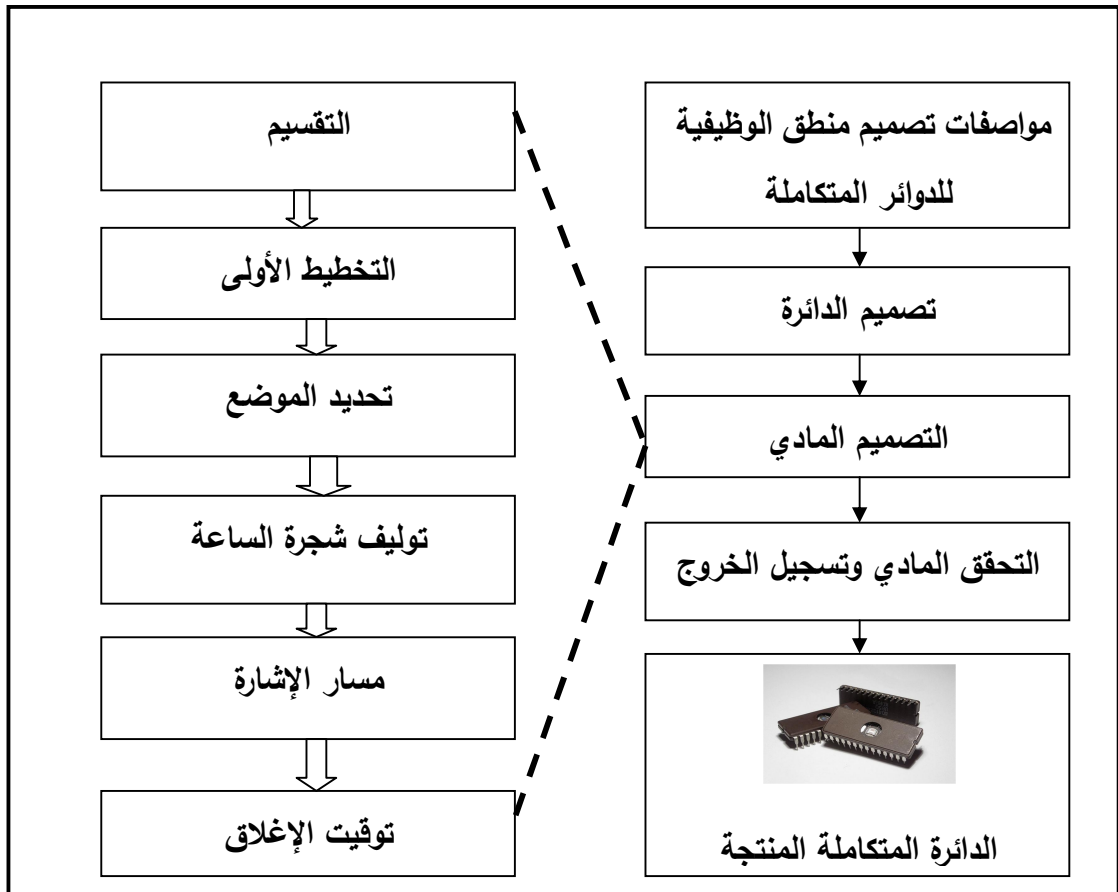 مواصفات تصميم منطق الوظيفية
للدوائر المتكاملة
تصميم الدائرة
التصميم المادي
التحقق المادي وتسجيل الخروج
الدائرة المتكاملة المنتجة
التقسيم
التخطيط الأولى
تحديد الموضع
توليف شجرة الساعة
مسار الإشارة
توقيت الإغلاق